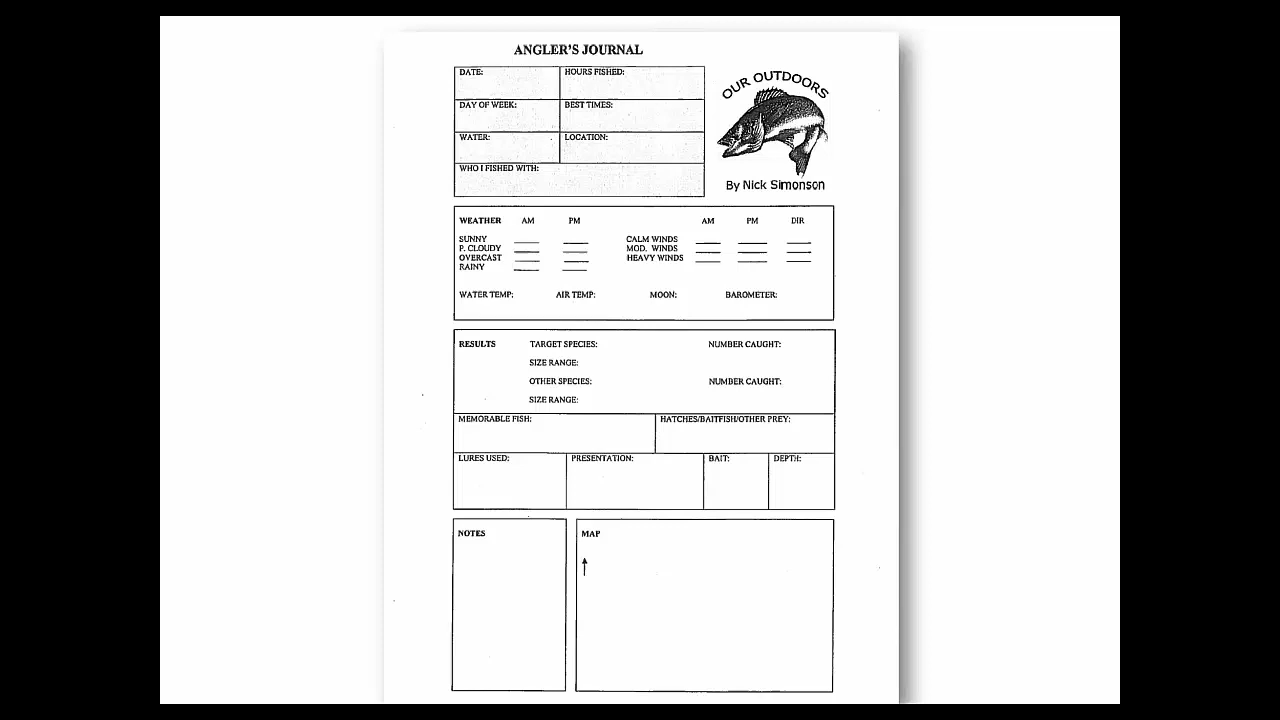 ANGLER'S JOURNAL
DATE: HOURS FISHED:
DAY OF WEEK: BEST TIMES:
WATER: LOCATION:
WHO I FISHED WITH:
OUR OUTDOORS
By Nick Simonson
WEATHER AM PM AM PM DIR
SUNNY CALM WINDS
P. CLOUDY MOD. WINDS
OVERCAST HEAVY WINDS
RAINY
WATER TEMP: AIR TEMP: MOON: BAROMETER:
RESULTS TARGET SPECIES: NUMBER CAUGHT:
SIZE RANGE:
OTHER SPECIES: NUMBER CAUGHT:
SIZE RANGE:
MEMORABLE FISH: HATCHES/BAITFISH/OTHER PREY:
LURES USED: PRESENTATION: BAIT: DEPTH:
NOTES MAP